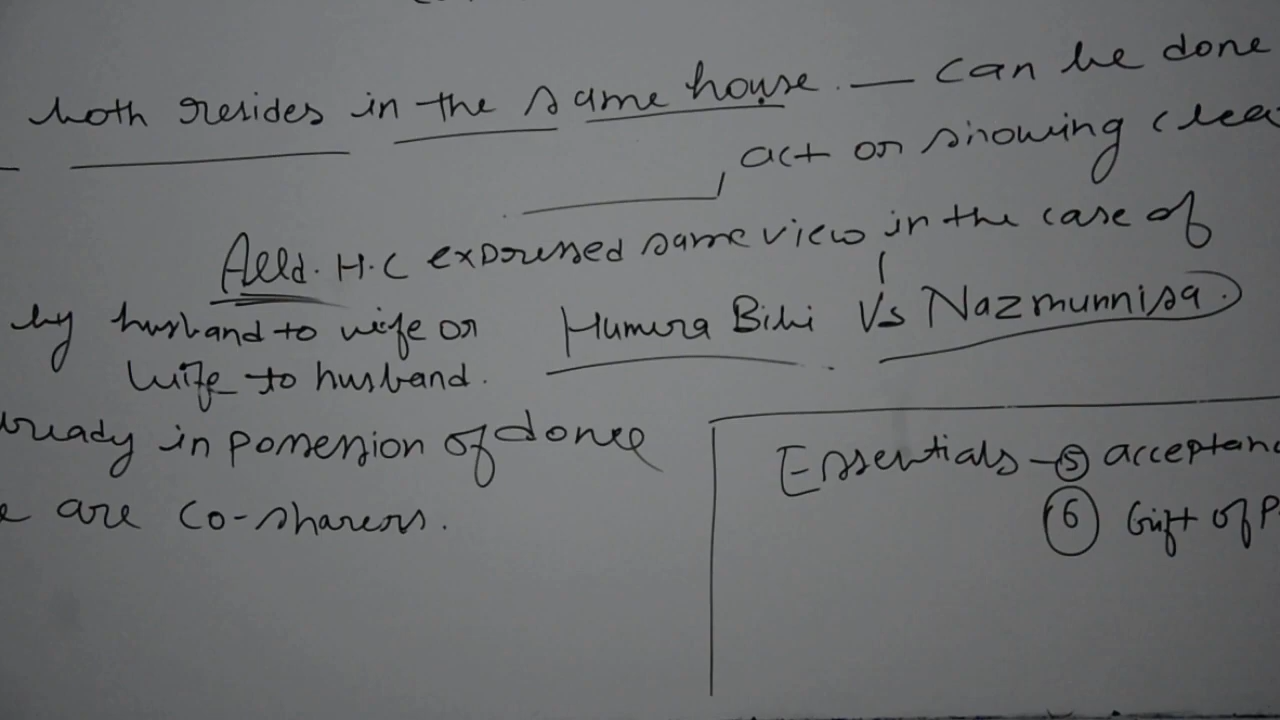 both resides in the same house. — can be done
act or showing clea
Alld. H.C expressed same view in the case of
Humera Bibi Vs Nazmunnisa.
by husband to wife or
wife to husband.
ready in possession of donee
are co-sharers.
Essentials - ⑤ acceptanc
⑥ Gift of P